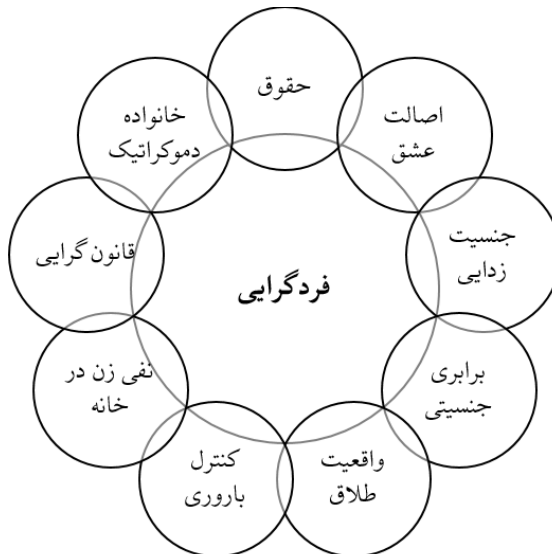 حقوق
اصالت
عشق
جنسیت
زدایی
برابری
جنسیتی
واقعیت
طلاق
کنترل
باروری
نفی زن در
خانه
قانون گرایی
خانواده
دموکراتیک
فردگرایی